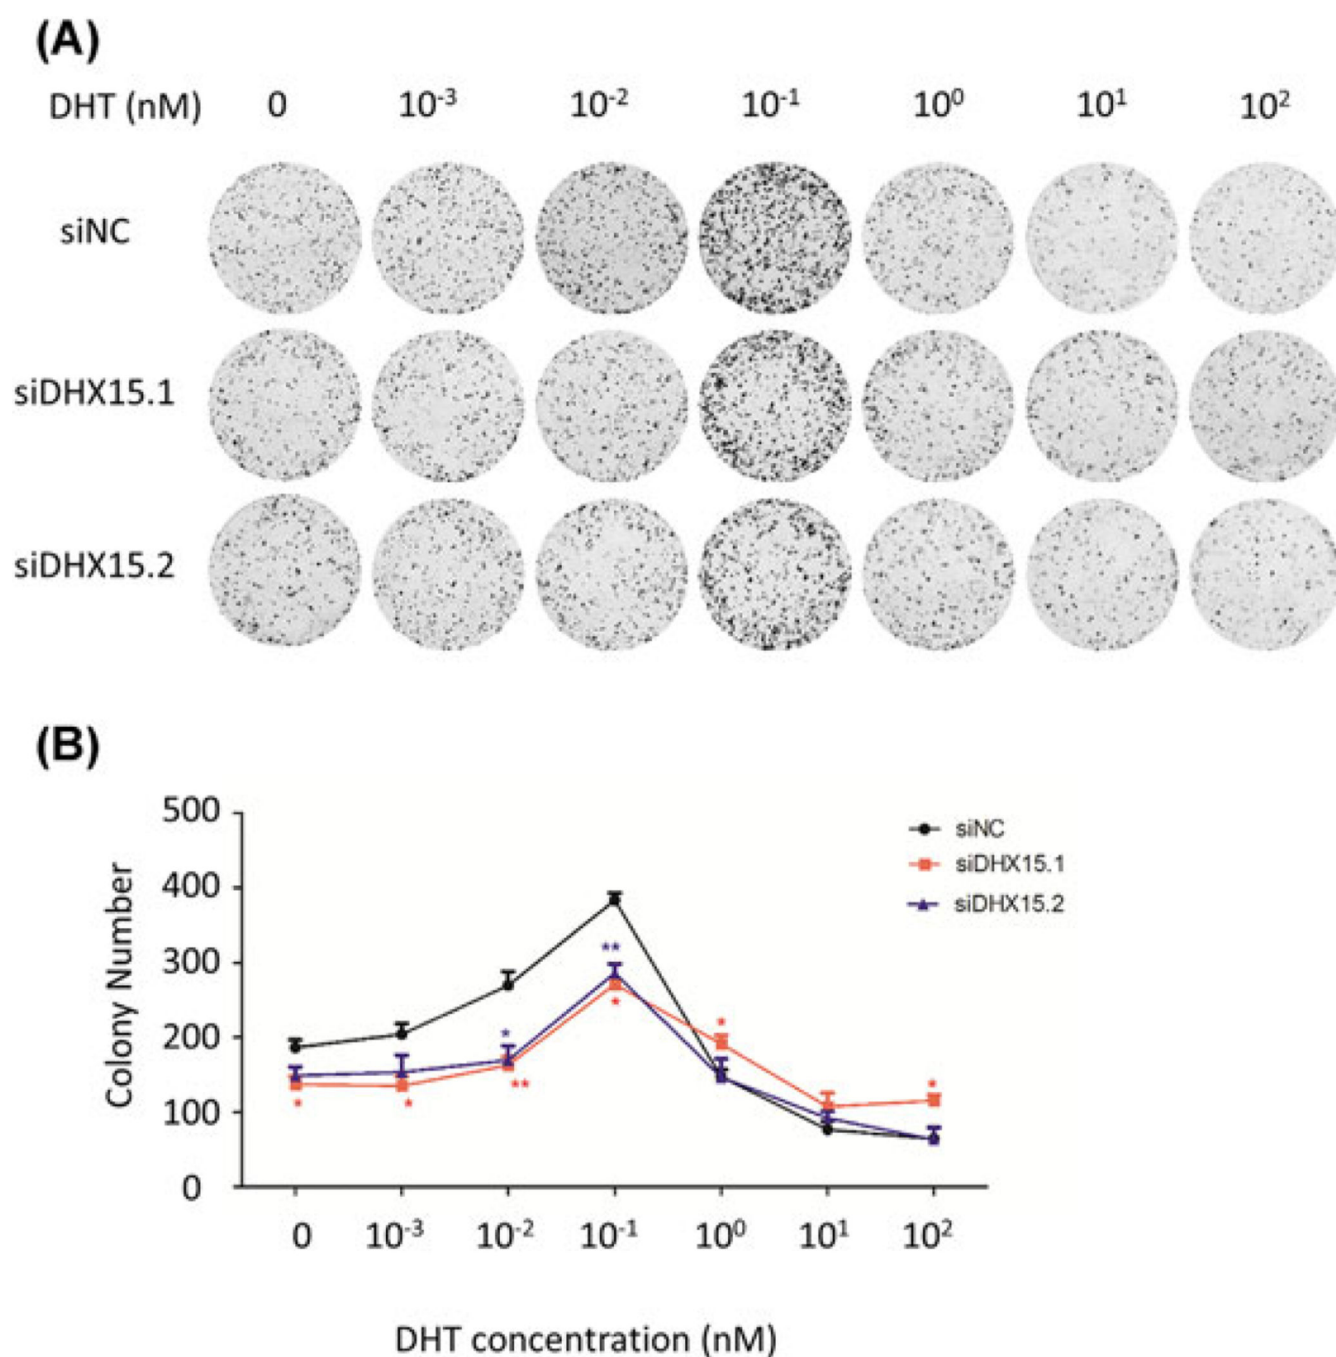 (A)
DHT (nM) 0 10⁻³ 10⁻² 10⁻¹ 10⁰ 10¹ 10²
siNC
siDHX15.1
siDHX15.2
(B)
500
400
300
200
100
0
Colony Number
siNC
siDHX15.1
siDHX15.2
**
*
*
*
*
*
*
*
**
0 10⁻³ 10⁻² 10⁻¹ 10⁰ 10¹ 10²
DHT concentration (nM)